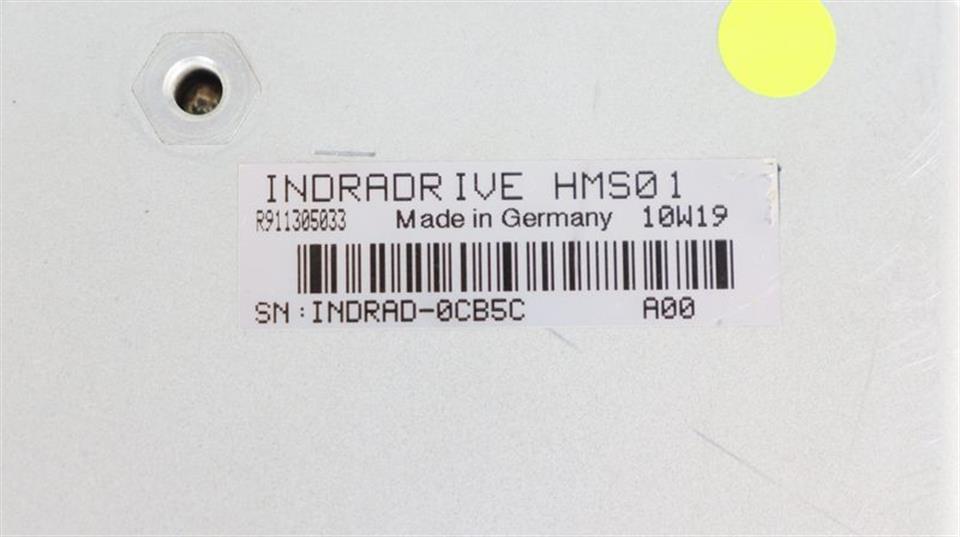 INDRADRIVE HMS01
R911305033 Made in Germany 10W19
SN:INDRAD-0CB5C A00